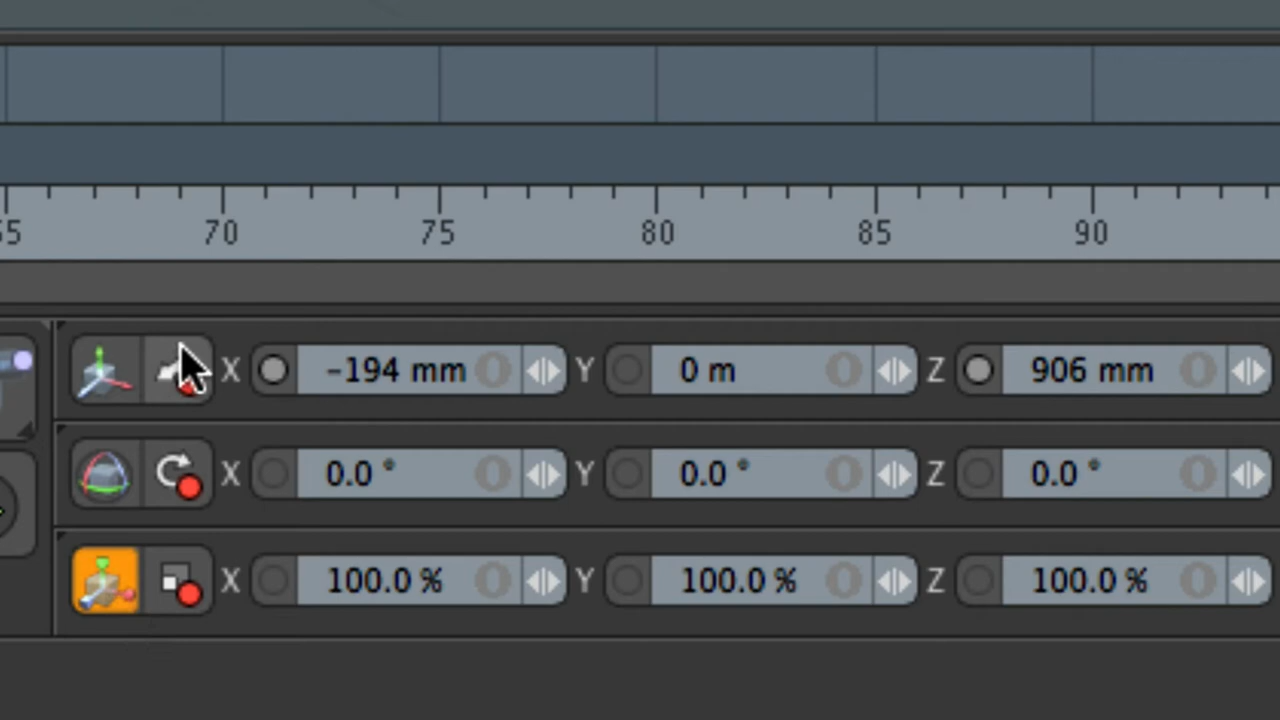 70 75 80 85 90
X -194 mm Y 0 m Z 906 mm
X 0.0 ° Y 0.0 ° Z 0.0 °
X 100.0 % Y 100.0 % Z 100.0 %